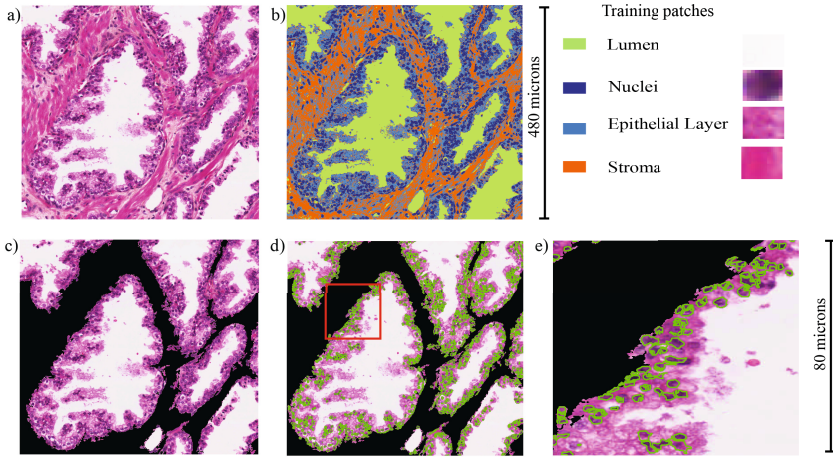 a)
b)
480 microns
Training patches
Lumen
Nuclei
Epithelial Layer
Stroma
c)
d)
e)
80 microns